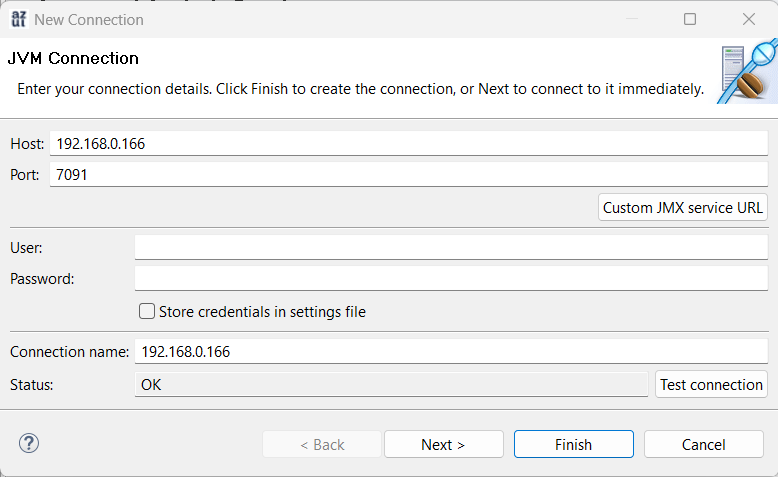 azul
New Connection
JVM Connection
Enter your connection details. Click Finish to create the connection, or Next to connect to it immediately.
Host: 192.168.0.166
Port: 7091
Custom JMX service URL
User:
Password:
Store credentials in settings file
Connection name: 192.168.0.166
Status: OK Test connection
? < Back Next > Finish Cancel